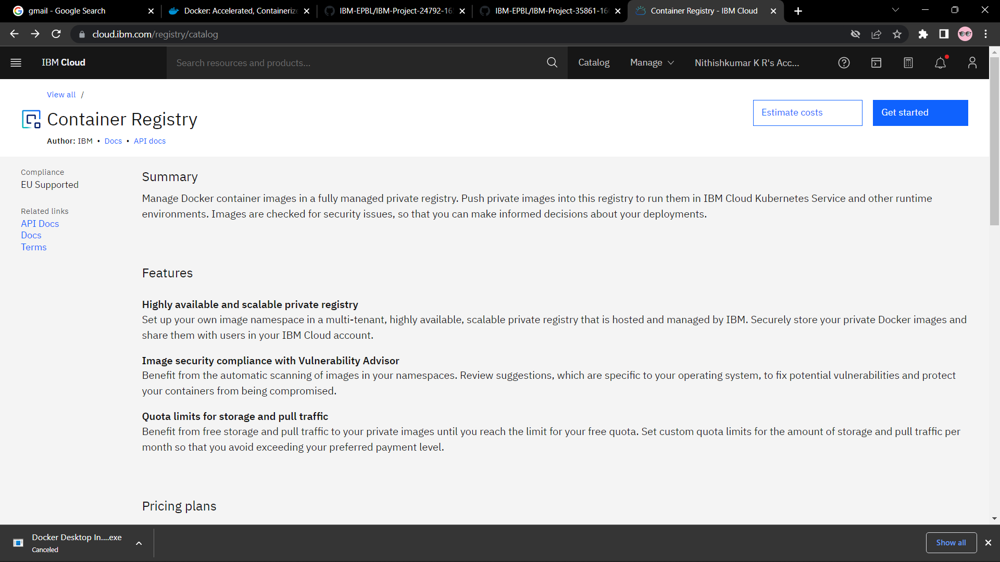 gmail - Google Search
Docker: Accelerated, Containerize
IBM-EPBL/IBM-Project-24792-16
IBM-EPBL/IBM-Project-35861-16
Container Registry - IBM Cloud
cloud.ibm.com/registry/catalog
IBM Cloud
Search resources and products...
Catalog
Manage
Nithishkumar K R's Acc...
View all /
Container Registry
Estimate costs
Get started
Author: IBM • Docs • API docs
Compliance
EU Supported
Related links
API Docs
Docs
Terms
Summary
Manage Docker container images in a fully managed private registry. Push private images into this registry to run them in IBM Cloud Kubernetes Service and other runtime
environments. Images are checked for security issues, so that you can make informed decisions about your deployments.
Features
Highly available and scalable private registry
Set up your own image namespace in a multi-tenant, highly available, scalable private registry that is hosted and managed by IBM. Securely store your private Docker images and
share them with users in your IBM Cloud account.
Image security compliance with Vulnerability Advisor
Benefit from the automatic scanning of images in your namespaces. Review suggestions, which are specific to your operating system, to fix potential vulnerabilities and protect
your containers from being compromised.
Quota limits for storage and pull traffic
Benefit from free storage and pull traffic to your private images until you reach the limit for your free quota. Set custom quota limits for the amount of storage and pull traffic per
month so that you avoid exceeding your preferred payment level.
Pricing plans
Docker Desktop In....exe
Canceled
Show all